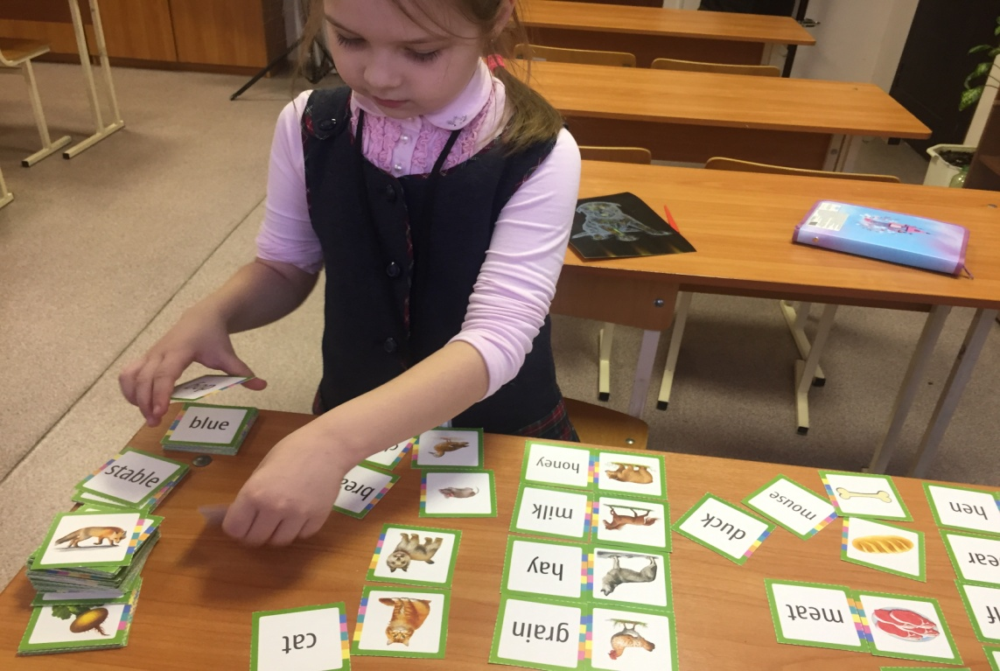 blue
stable
honey
milk
hay
grain
cat
duck
mouse
meat
hen